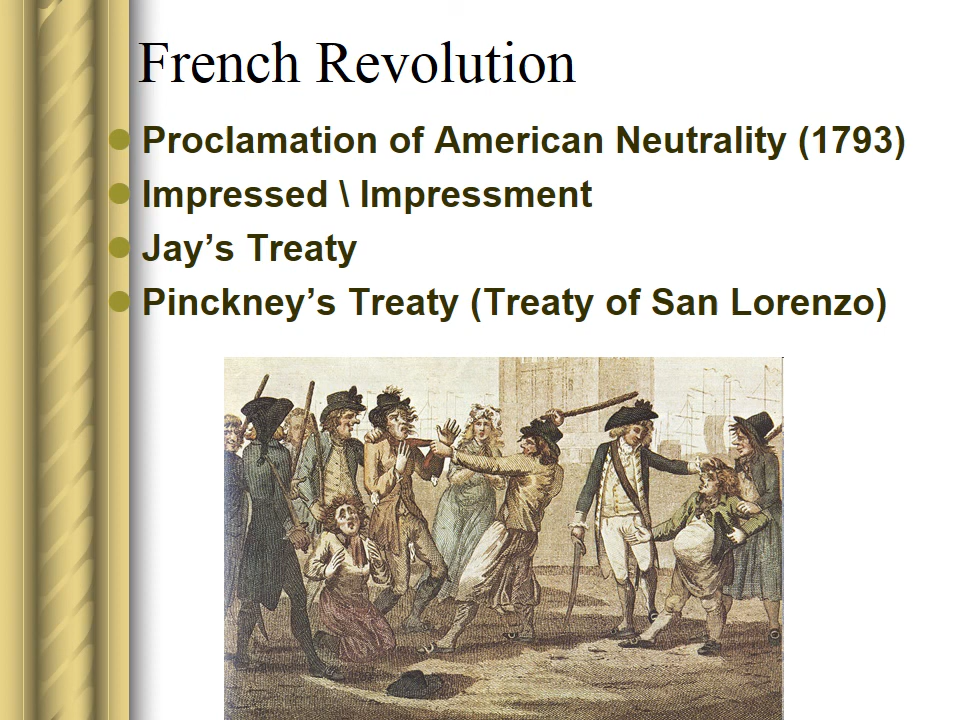 French Revolution
Proclamation of American Neutrality (1793)
Impressed \ Impressment
Jay’s Treaty
Pinckney’s Treaty (Treaty of San Lorenzo)